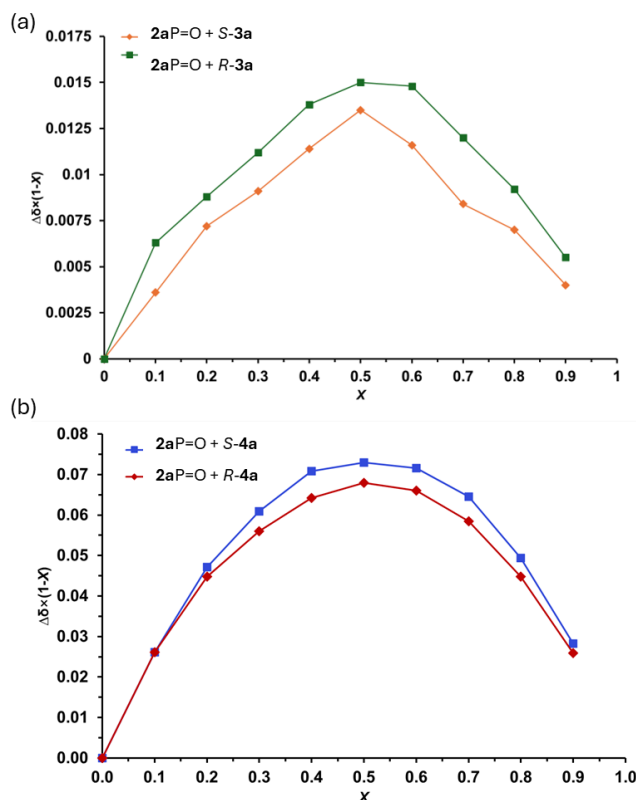 (a)
2aP=O + S-3a
2aP=O + R-3a
0.0175
0.015
0.0125
0.01
0.0075
0.005
0.0025
0
Δδ×(1-X)
0 0.1 0.2 0.3 0.4 0.5 0.6 0.7 0.8 0.9 1
X
(b)
2aP=O + S-4a
2aP=O + R-4a
0.08
0.07
0.06
0.05
0.04
0.03
0.02
0.01
0.00
Δδ×(1-X)
0.0 0.1 0.2 0.3 0.4 0.5 0.6 0.7 0.8 0.9 1.0
X